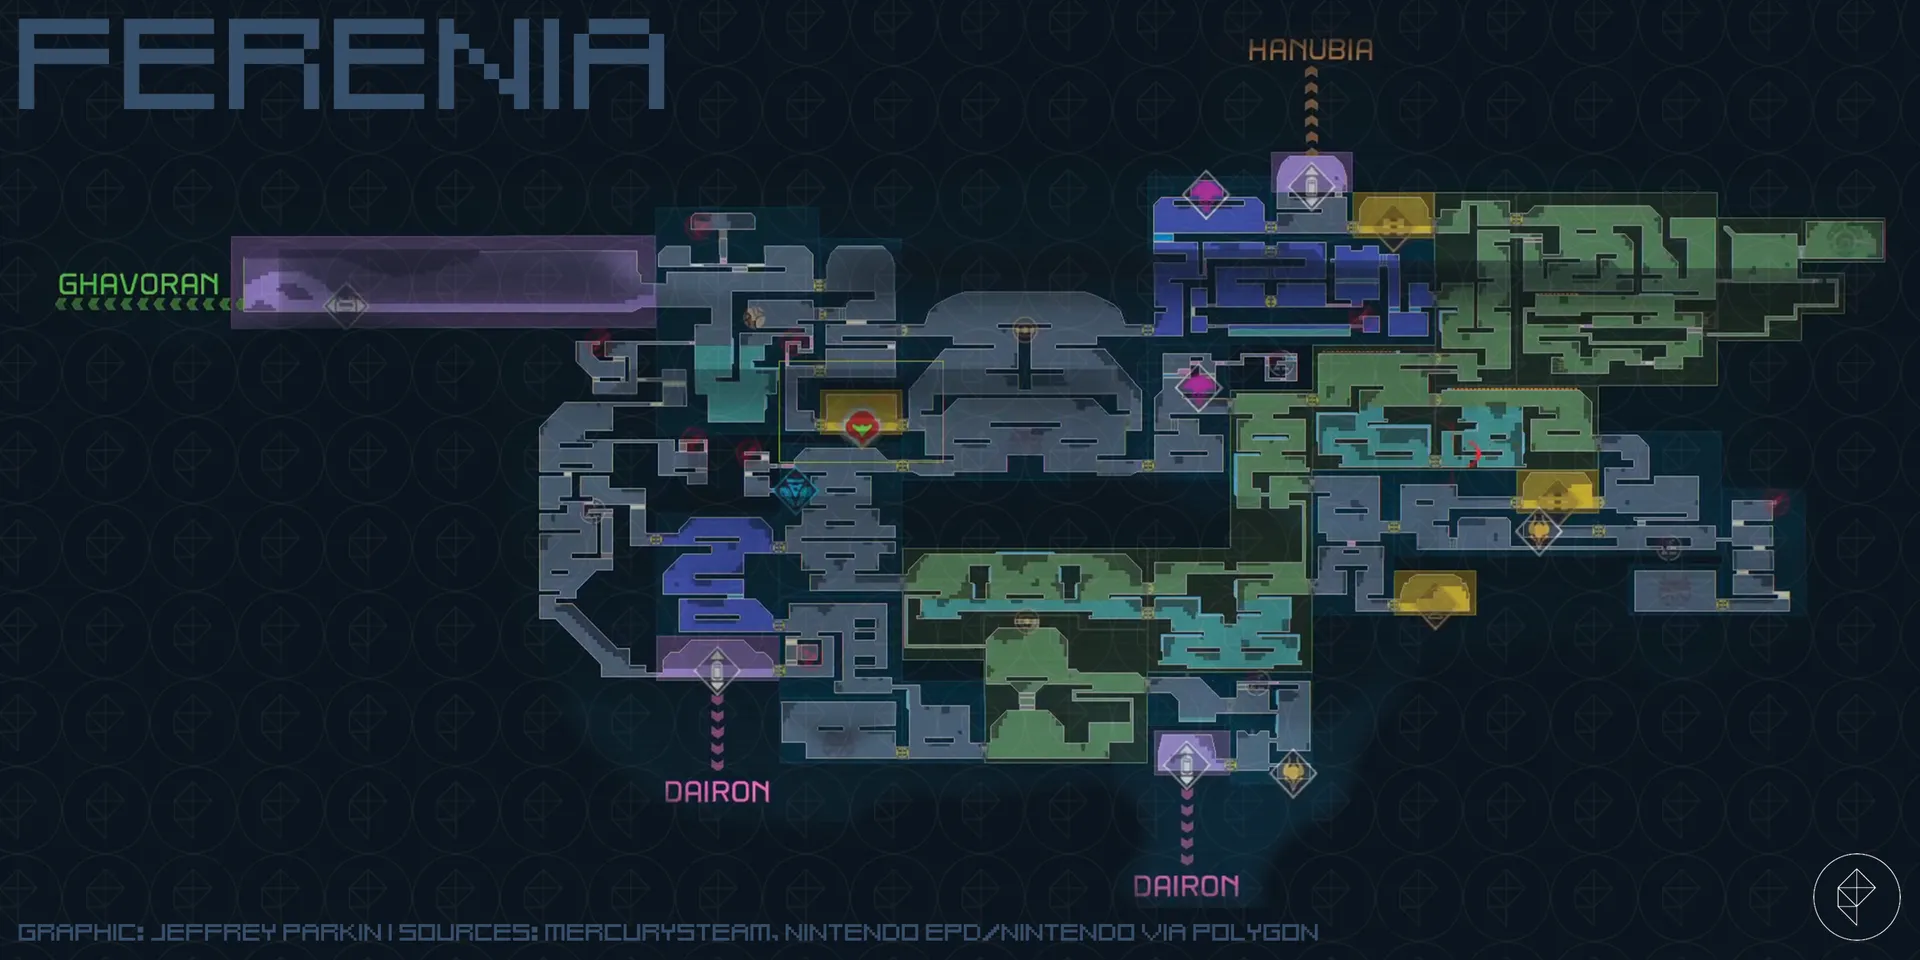 FERENIA
HANUBIA
GHAVORAN
DAIRON
DAIRON
GRAPHIC: JEFFREY PARKIN | SOURCES: MERCURYSTEAM, NINTENDO EPD/NINTENDO VIA POLYGON